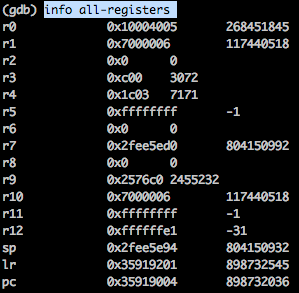 (gdb) info all-registers
r0 0x10004005 268451845
r1 0x7000006 117440518
r2 0x0 0
r3 0xc00 3072
r4 0x1c03 7171
r5 0xffffffff -1
r6 0x0 0
r7 0x2fee5ed0 804150992
r8 0x0 0
r9 0x2576c0 2455232
r10 0x7000006 117440518
r11 0xffffffff -1
r12 0xffffffe1 -31
sp 0x2fee5e94 804150932
lr 0x35919201 898732545
pc 0x35919004 898732036